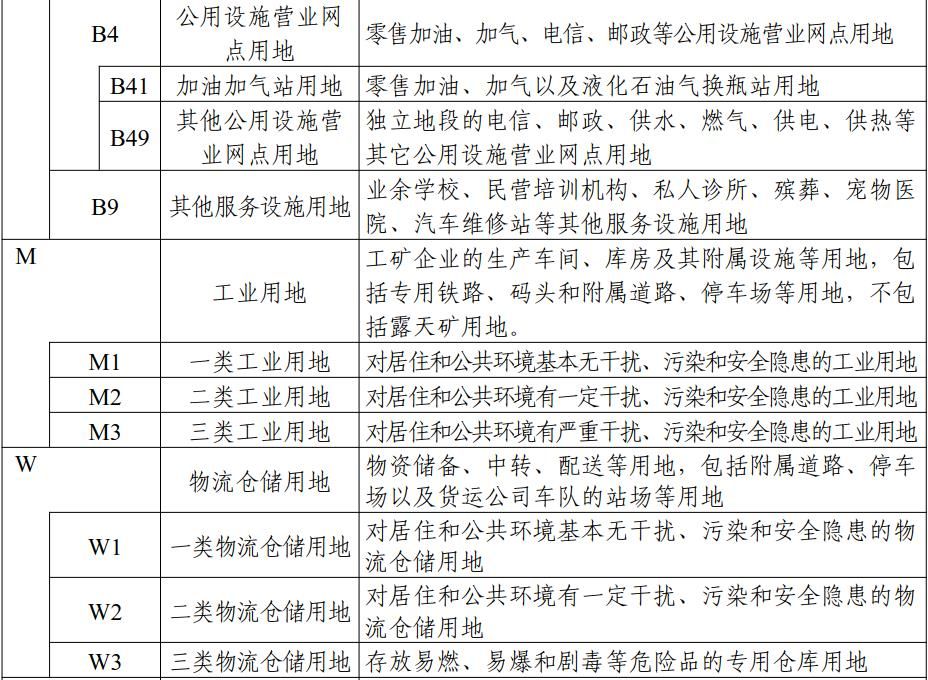 B4
公用设施营业网
点用地
零售加油、加气、电信、邮政等公用设施营业网点用地
B41
加油加气站用地
零售加油、加气以及液化石油气换瓶站用地
B49
其他公用设施营
业网点用地
独立地段的电信、邮政、供水、燃气、供电、供热等
其它公用设施营业网点用地
B9
其他服务设施用地
业余学校、民营培训机构、私人诊所、殡葬、宠物医
院、汽车维修站等其他服务设施用地
M
工业用地
工矿企业的生产车间、库房及其附属设施等用地，包
括专用铁路、码头和附属道路、停车场等用地，不包
括露天矿用地。
M1
一类工业用地
对居住和公共环境基本无干扰、污染和安全隐患的工业用地
M2
二类工业用地
对居住和公共环境有一定干扰、污染和安全隐患的工业用地
M3
三类工业用地
对居住和公共环境有严重干扰、污染和安全隐患的工业用地
W
物流仓储用地
物资储备、中转、配送等用地，包括附属道路、停车
场以及货运公司车队的站场等用地
W1
一类物流仓储用地
对居住和公共环境基本无干扰、污染和安全隐患的物
流仓储用地
W2
二类物流仓储用地
对居住和公共环境有一定干扰、污染和安全隐患的物
流仓储用地
W3
三类物流仓储用地
存放易燃、易爆和剧毒等危险品的专用仓库用地